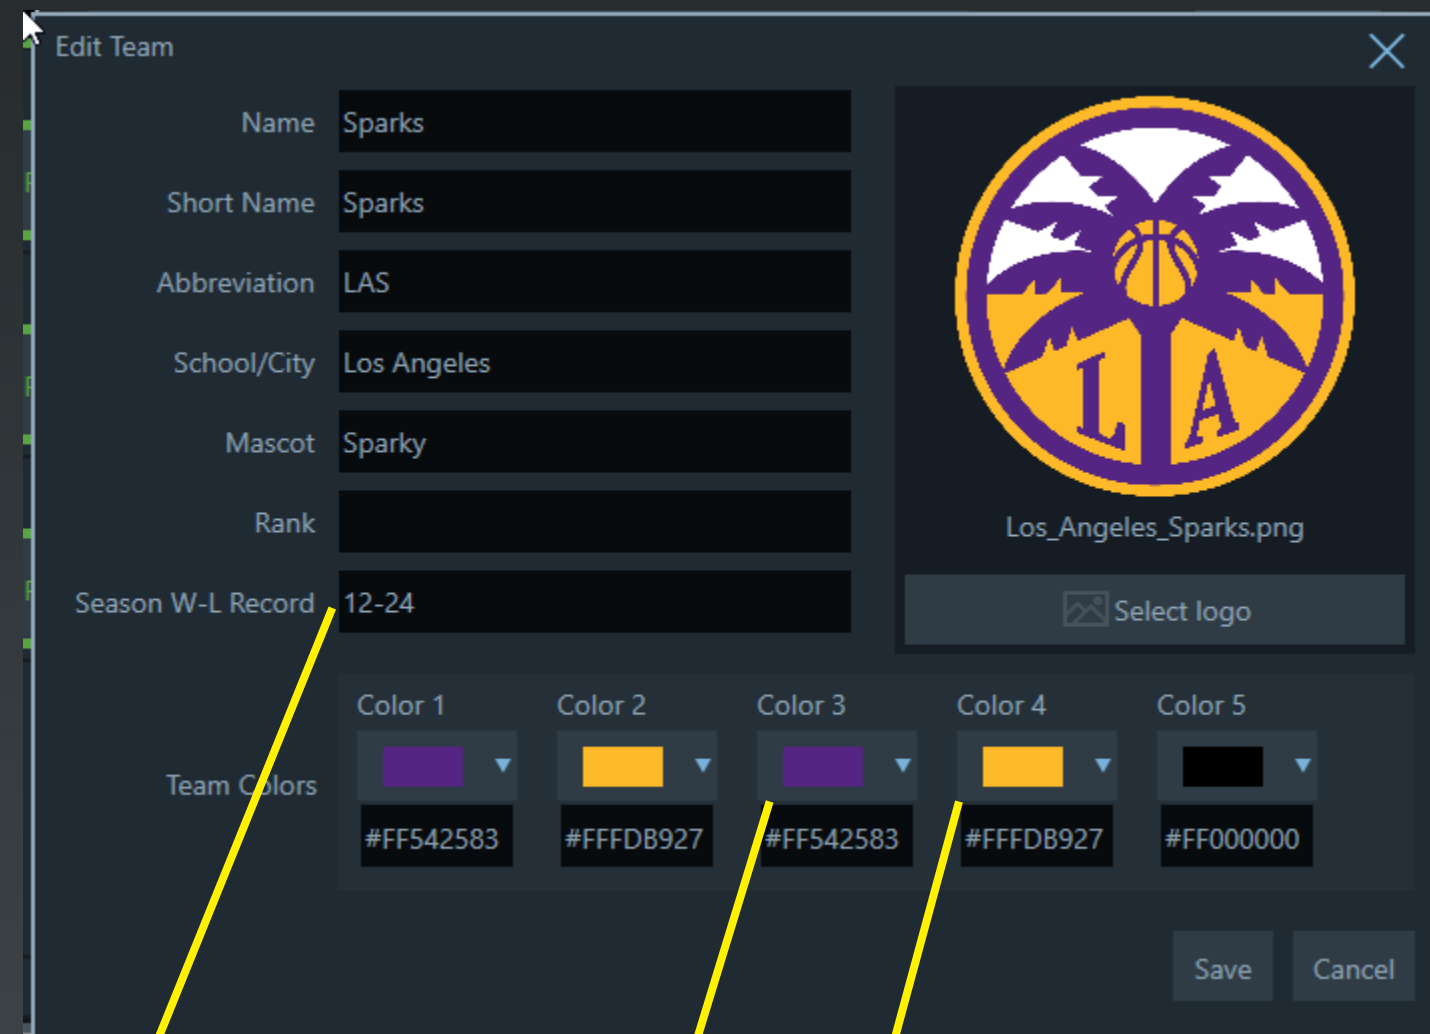 Edit Team
Name Sparks
Short Name Sparks
Abbreviation LAS
School/City Los Angeles
Mascot Sparky
Rank
Season W-L Record 12-24
L A
Los_Angeles_Sparks.png
Select logo
Team Colors
Color 1 Color 2 Color 3 Color 4 Color 5
#FF542583 #FFFDB927 #FF542583 #FFFDB927 #FF000000
Save Cancel